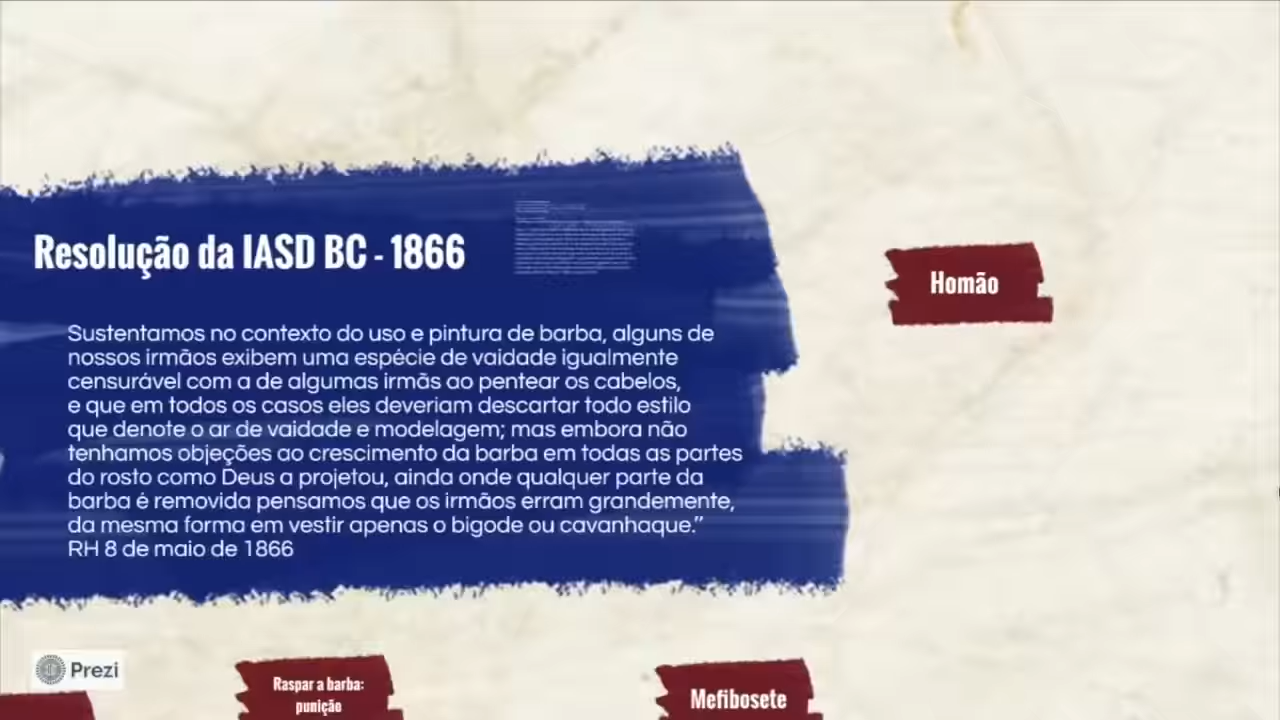 Resolução da IASD BC - 1866
Homão
Sustentamos no contexto do uso e pintura de barba, alguns de
nossos irmãos exibem uma espécie de vaidade igualmente
censurável com a de algumas irmãs ao pentear os cabelos,
e que em todos os casos eles deveriam descartar todo estilo
que denote o ar de vaidade e modelagem; mas embora não
tenhamos objeções ao crescimento da barba em todas as partes
do rosto como Deus a projetou, ainda onde qualquer parte da
barba é removida pensamos que os irmãos erram grandemente,
da mesma forma em vestir apenas o bigode ou cavanhaque.”
RH 8 de maio de 1866
Prezi
Raspar a barba:
punição
Mefibosete